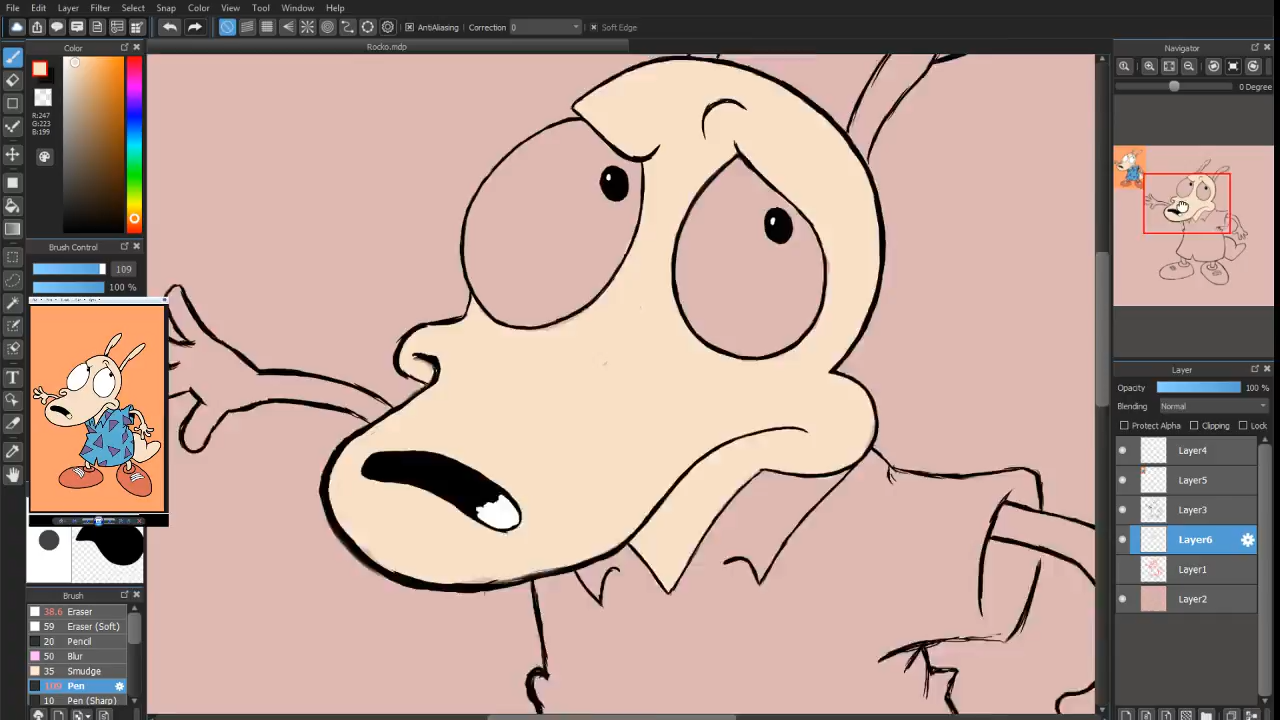 File Edit Layer Filter Select Snap Color View Tool Window Help
AntiAliasing Correction 0 Soft Edge
Rocko.mdp
Color
R:247
G:223
B:199
Brush Control
109
100 %
Brush
38.6 Eraser
59 Eraser (Soft)
20 Pencil
50 Blur
35 Smudge
109 Pen
10 Pen (Sharp)
Navigator
0 Degree
Layer
Opacity 100 %
Blending Normal
Protect Alpha Clipping Lock
Layer4
Layer5
Layer3
Layer6
Layer1
Layer2